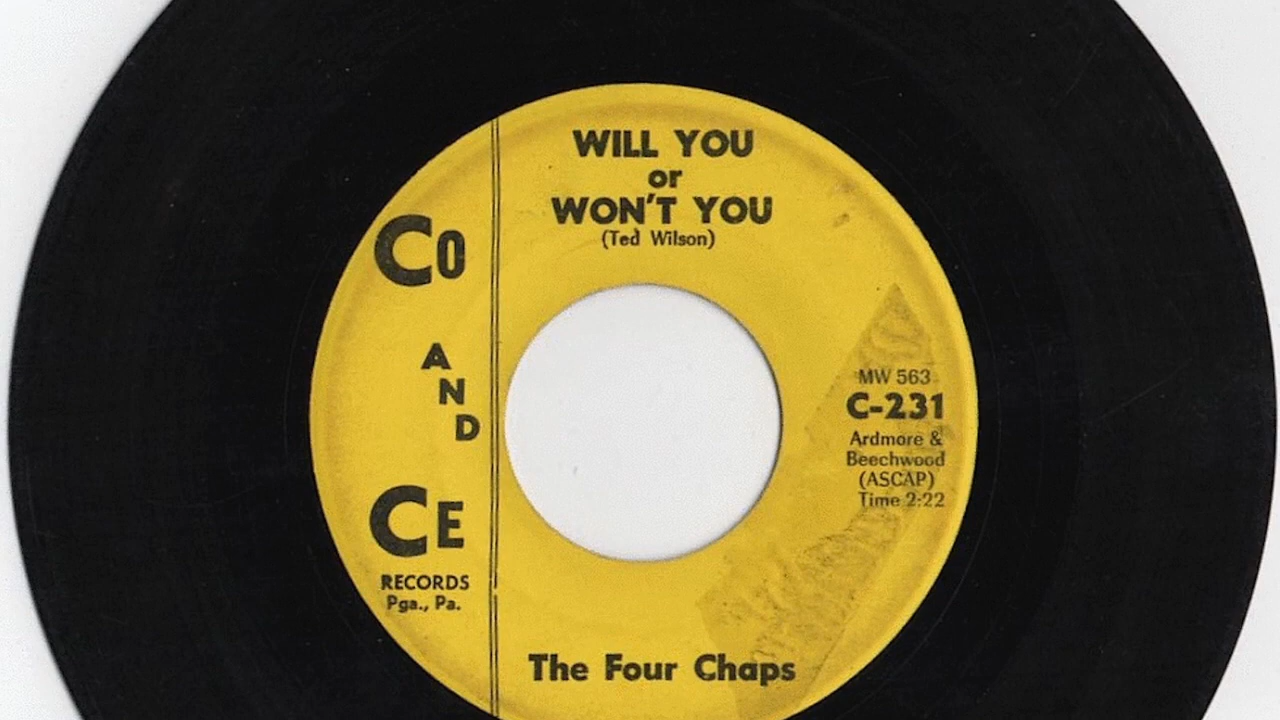 WILL YOU
or
WON'T YOU
(Ted Wilson)
Co
AND
CE
RECORDS
Pga., Pa.
MW 563
C-231
Ardmore &
Beechwood
(ASCAP)
Time 2:22
The Four Chaps